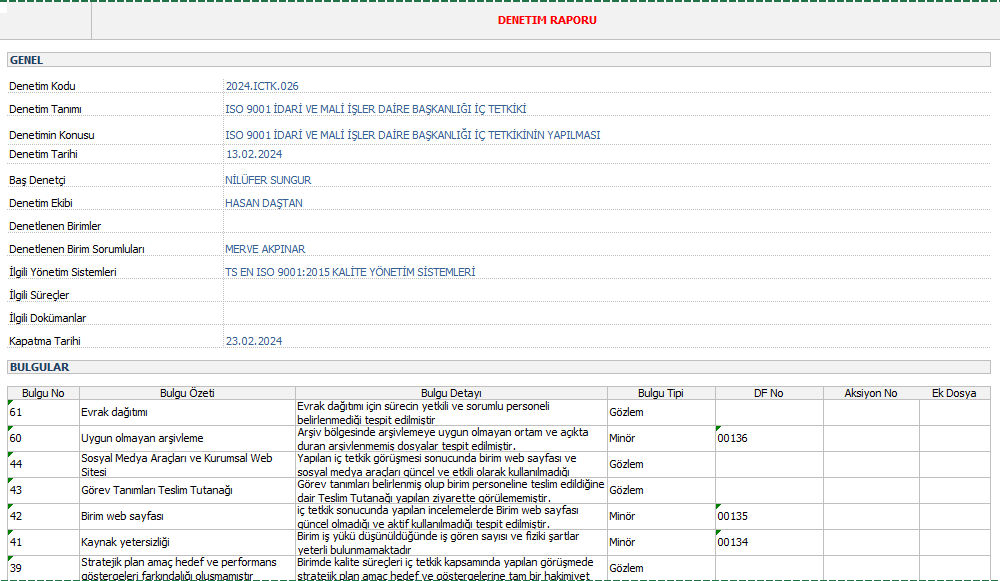 DENETIM RAPORU
GENEL
Denetim Kodu 2024.ICTK.026
Denetim Tanımı ISO 9001 İDARİ VE MALİ İŞLER DAİRE BAŞKANLIĞI İÇ TETKİKİ
Denetimin Konusu ISO 9001 İDARİ VE MALİ İŞLER DAİRE BAŞKANLIĞI İÇ TETKİKİNİN YAPILMASI
Denetim Tarihi 13.02.2024
Baş Denetçi NİLÜFER SUNGUR
Denetim Ekibi HASAN DAŞTAN
Denetlenen Birimler
Denetlenen Birim Sorumluları MERVE AKPINAR
İlgili Yönetim Sistemleri TS EN ISO 9001:2015 KALİTE YÖNETİM SİSTEMLERİ
İlgili Süreçler
İlgili Dokümanlar
Kapatma Tarihi 23.02.2024
BULGULAR
Bulgu No Bulgu Özeti Bulgu Detayı Bulgu Tipi DF No Aksiyon No Ek Dosya
61 Evrak dağıtımı Evrak dağıtımı için sürecin yetkili ve sorumlu personeli Gözlem
belirlenmediği tespit edilmiştir
60 Uygun olmayan arşivleme Arşiv bölgesinde arşivlemeye uygun olmayan ortam ve açıkta Minör 00136
duran arşivlenmemiş dosyalar tespit edilmiştir.
44 Sosyal Medya Araçları ve Kurumsal Web Yapılan iç tetkik görüşmesi sonucunda birim web sayfası ve Gözlem
Sitesi sosyal medya araçları güncel ve etkili olarak kullanılmadığı
43 Görev Tanımları Teslim Tutanağı Görev tanımları belirlenmiş olup birim personeline teslim edildiğine Gözlem
dair Teslim Tutanağı yapılan ziyarette görülememiştir.
42 Birim web sayfası iç tetkik sonucunda yapılan incelemelerde Birim web sayfası Minör 00135
güncel olmadığı ve aktif kullanılmadığı tespit edilmiştir.
41 Kaynak yetersizliği Birim iş yükü düşünüldüğünde iş gören sayısı ve fiziki şartlar Minör 00134
yeterli bulunmamaktadır
39 Stratejik plan amaç hedef ve performans Birimde kalite süreçleri iç tetkik kapsamında yapılan görüşmede Gözlem
göstergeleri farkındalığı oluşmamıştır stratejik plan amaç hedef ve göstergelerine tam bir hakimiyet